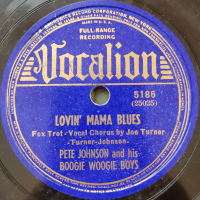 FULL-RANGE
RECORDING
Vocalion
5186
(25025)
LOVIN' MAMA BLUES
Fox Trot-Vocal Chorus by Joe Turner
-Turner-Johnson-
PETE JOHNSON and his
BOOGIE WOOGIE BOYS